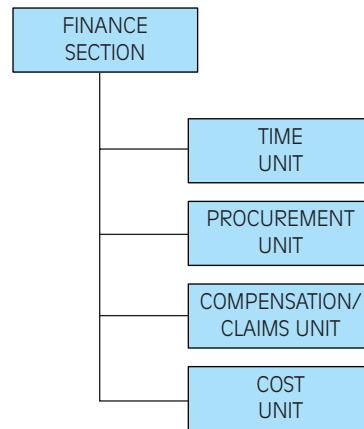 FINANCE
SECTION
TIME
UNIT
PROCUREMENT
UNIT
COMPENSATION/
CLAIMS UNIT
COST
UNIT